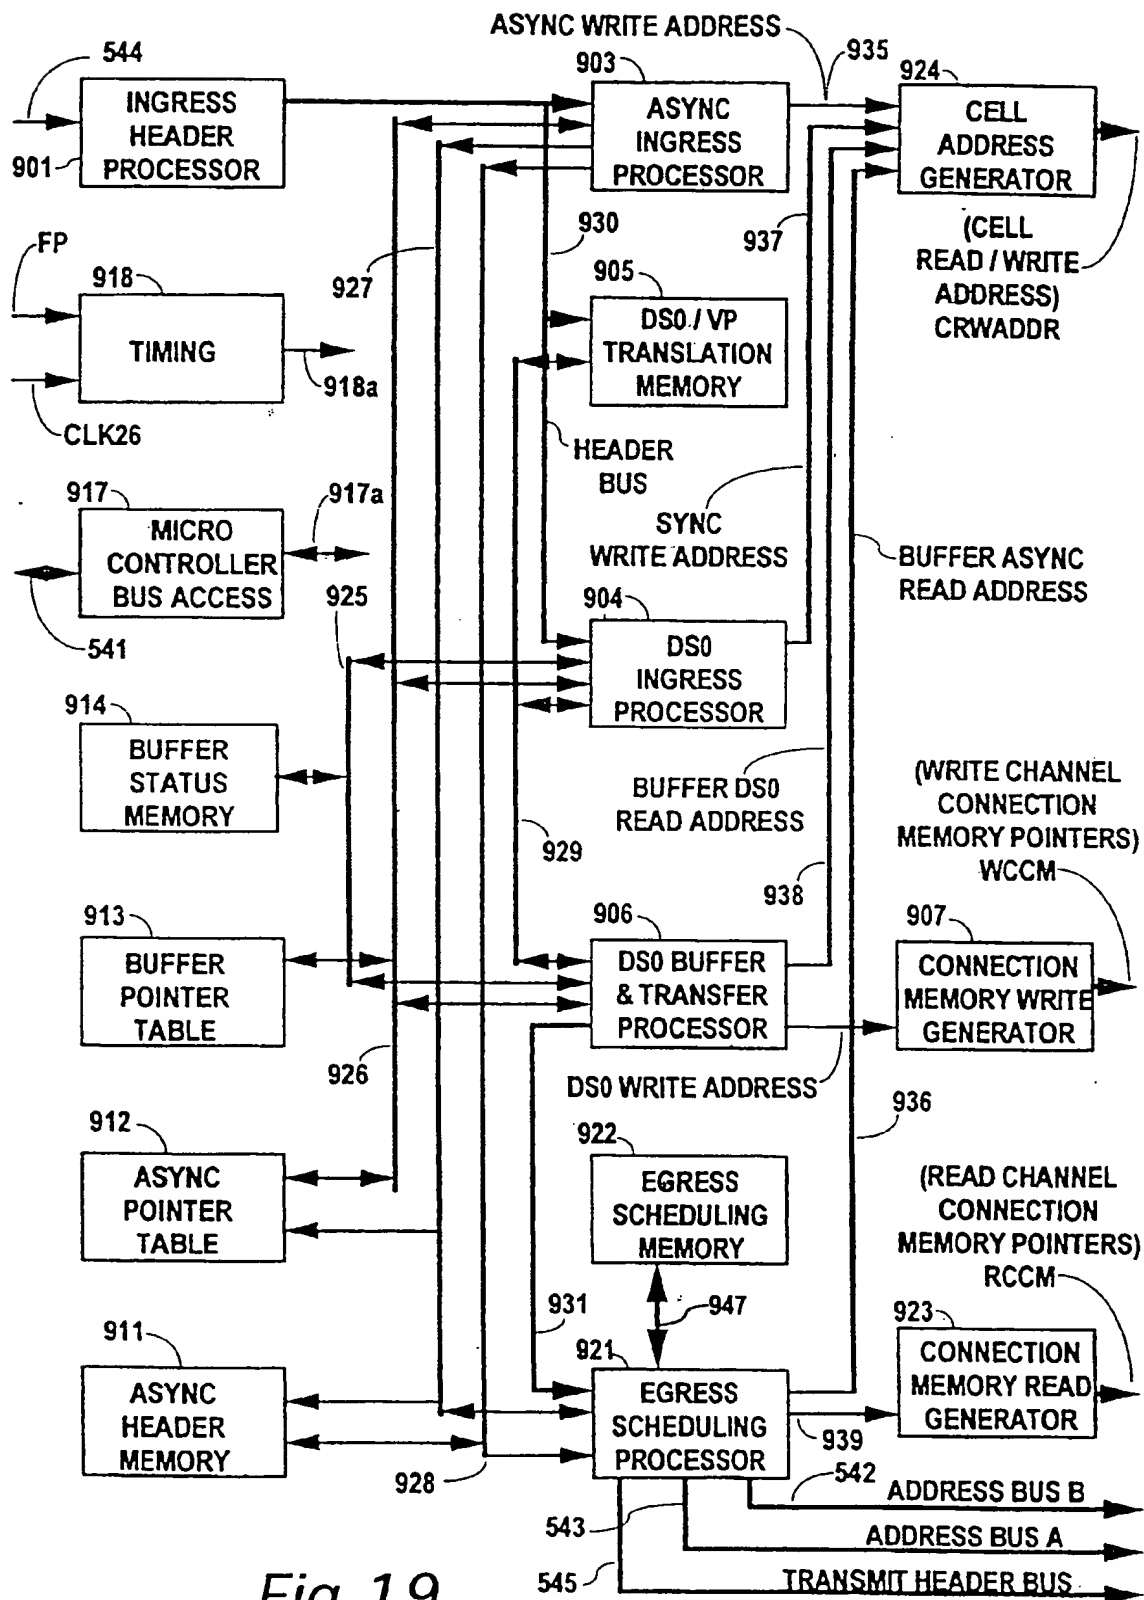 ASYNC WRITE ADDRESS
544
903
935
924
INGRESS
HEADER
PROCESSOR
901
ASYNC
INGRESS
PROCESSOR
CELL
ADDRESS
GENERATOR
FP
918
927
930
937
(CELL
READ / WRITE
ADDRESS)
CRWADDR
905
TIMING
918a
DS0 / VP
TRANSLATION
MEMORY
CLK26
HEADER
BUS
917
917a
MICRO
CONTROLLER
BUS ACCESS
SYNC
WRITE ADDRESS
BUFFER ASYNC
READ ADDRESS
541
925
904
DS0
INGRESS
PROCESSOR
914
BUFFER
STATUS
MEMORY
BUFFER DS0
READ ADDRESS
(WRITE CHANNEL
CONNECTION
MEMORY POINTERS)
WCCM
929
938
913
906
907
BUFFER
POINTER
TABLE
DS0 BUFFER
& TRANSFER
PROCESSOR
CONNECTION
MEMORY WRITE
GENERATOR
926
DS0 WRITE ADDRESS
936
912
922
ASYNC
POINTER
TABLE
EGRESS
SCHEDULING
MEMORY
(READ CHANNEL
CONNECTION
MEMORY POINTERS)
RCCM
931
947
923
911
921
ASYNC
HEADER
MEMORY
EGRESS
SCHEDULING
PROCESSOR
CONNECTION
MEMORY READ
GENERATOR
939
928
542
ADDRESS BUS B
543
ADDRESS BUS A
545
TRANSMIT HEADER BUS
Fig. 19